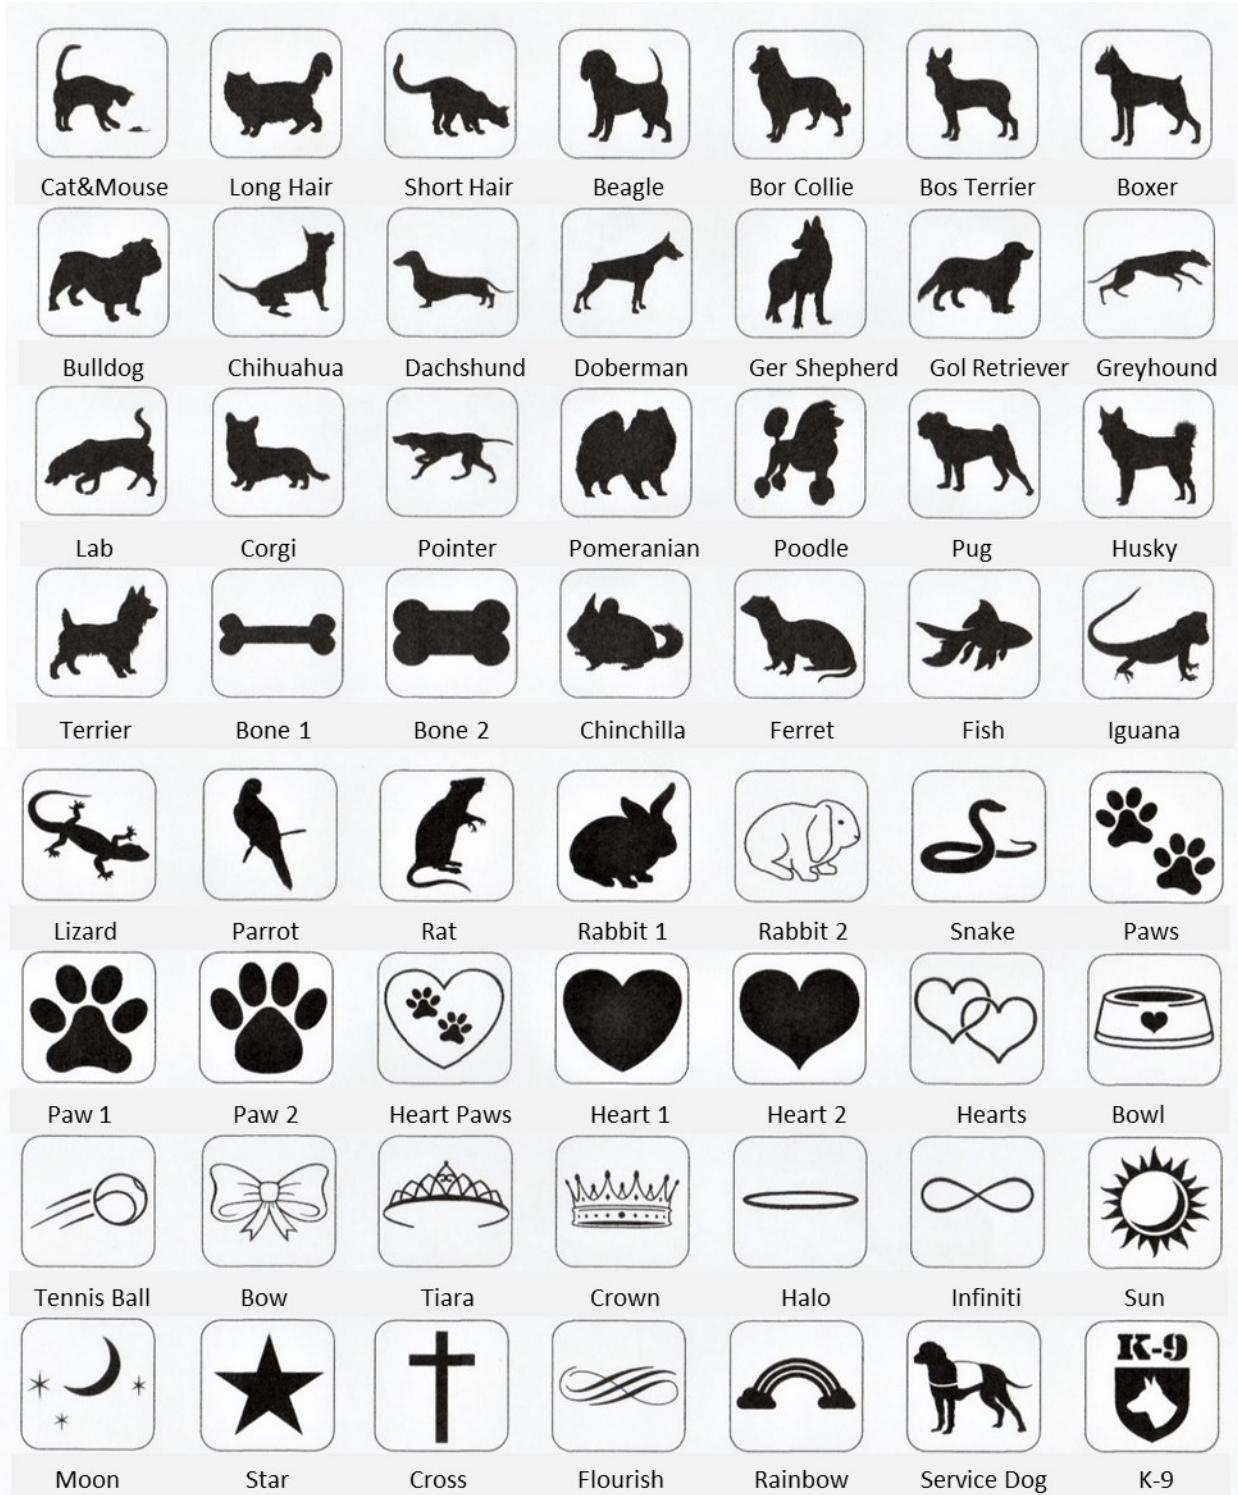 Cat&Mouse Long Hair Short Hair Beagle Bor Collie Bos Terrier Boxer
Bulldog Chihuahua Dachshund Doberman Ger Shepherd Gol Retriever Greyhound
Lab Corgi Pointer Pomeranian Poodle Pug Husky
Terrier Bone 1 Bone 2 Chinchilla Ferret Fish Iguana
Lizard Parrot Rat Rabbit 1 Rabbit 2 Snake Paws
Paw 1 Paw 2 Heart Paws Heart 1 Heart 2 Hearts Bowl
Tennis Ball Bow Tiara Crown Halo Infiniti Sun
K-9
Moon Star Cross Flourish Rainbow Service Dog K-9